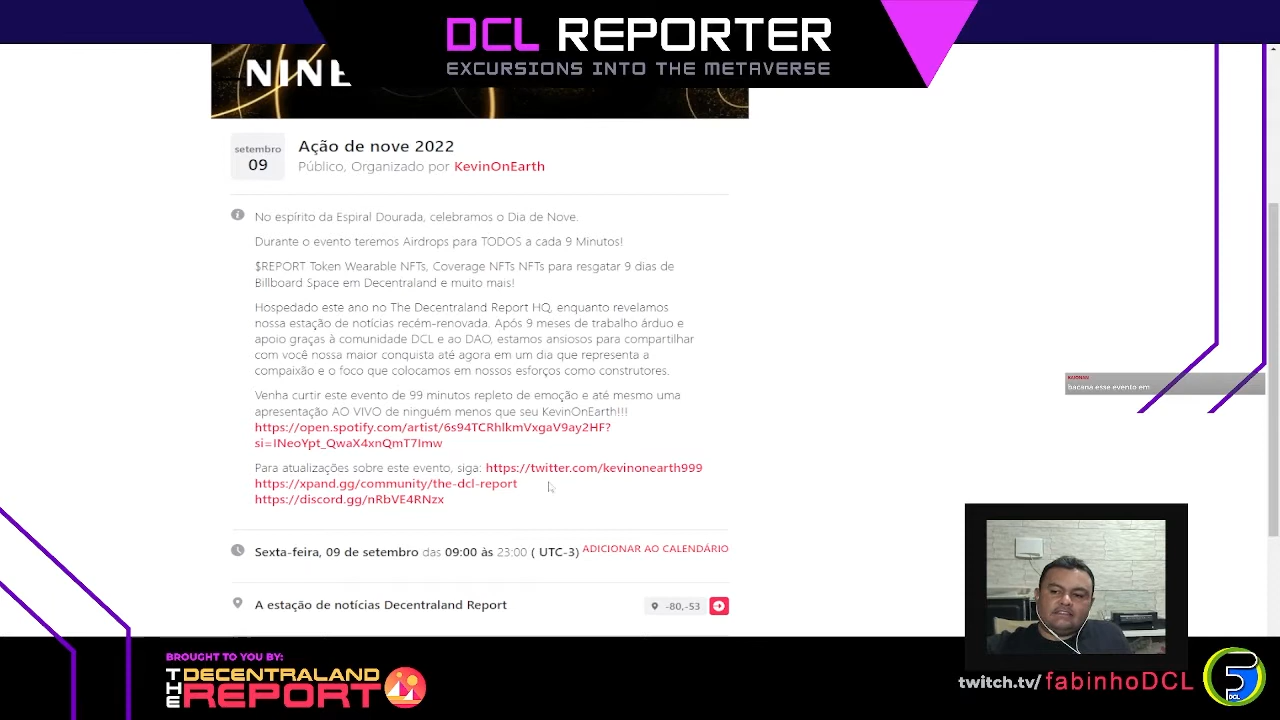 DCL REPORTER
EXCURSIONS INTO THE METAVERSE
NINE
setembro
09
Ação de nove 2022
Público, Organizado por KevinOnEarth
No espírito da Espiral Dourada, celebramos o Dia de Nove.
Durante o evento teremos Airdrops para TODOS a cada 9 Minutos!
$REPORT Token Wearable NFTs, Coverage NFTs NFTs para resgatar 9 dias de
Billboard Space em Decentraland e muito mais!
Hospedado este ano no The Decentraland Report HQ, enquanto revelamos
nossa estação de notícias recém-renovada. Após 9 meses de trabalho árduo e
apoio graças à comunidade DCL e ao DAO, estamos ansiosos para compartilhar
com você nossa maior conquista até agora em um dia que representa a
compaixão e o foco que colocamos em nossos esforços como construtores.
Venha curtir este evento de 99 minutos repleto de emoção e até mesmo uma
apresentação AO VIVO de ninguém menos que seu KevinOnEarth!!!
https://open.spotify.com/artist/6s94TCRhlkmVxgaV9ay2HF?
si=INeoYpt_QwaX4xnQmT7Imw
Para atualizações sobre este evento, siga: https://twitter.com/kevinonearth999
https://xpand.gg/community/the-dcl-report
https://discord.gg/nRbVE4RNzx
Sexta-feira, 09 de setembro das 09:00 às 23:00 ( UTC-3) ADICIONAR AO CALENDÁRIO
A estação de notícias Decentraland Report
-80,-53
bacana esse evento em
BROUGHT TO YOU BY:
THE DECENTRALAND
REPORT
twitch.tv/fabinhoDCL
DCL